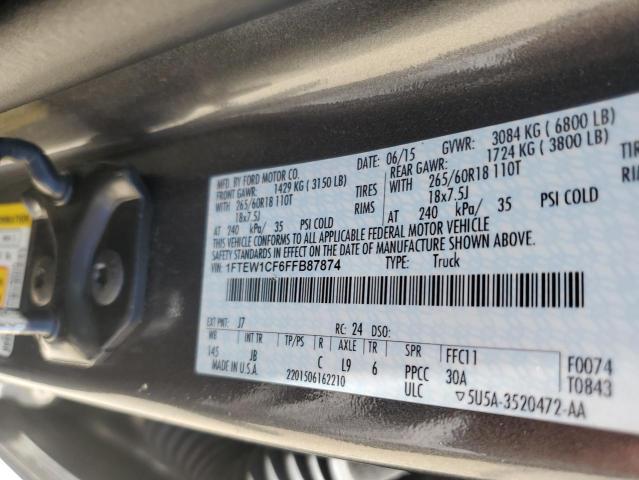 MFD. BY FORD MOTOR CO.
DATE: 06/15 GVWR: 3084 KG ( 6800 LB)
FRONT GAWR: 1429 KG ( 3150 LB) REAR GAWR: 1724 KG ( 3800 LB)
WITH 265/60R18 110T TIRES WITH 265/60R18 110T TIRE
18x7.5J RIMS 18x7.5J RIMS
AT 240 kPa/ 35 PSI COLD AT 240 kPa/ 35 PSI COLD
THIS VEHICLE CONFORMS TO ALL APPLICABLE FEDERAL MOTOR VEHICLE
SAFETY STANDARDS IN EFFECT ON THE DATE OF MANUFACTURE SHOWN ABOVE.
VIN: 1FTEW1CF6FFB87874 TYPE: Truck
EXT PNT: J7 RC: 24 DSO:
WB INT TR TP/PS R AXLE TR SPR FFC11 F0074
145 JB C L9 6 PPCC 30A T0843
MADE IN U.S.A. 2201506162210 ULC ▽5U5A-3520472-AA